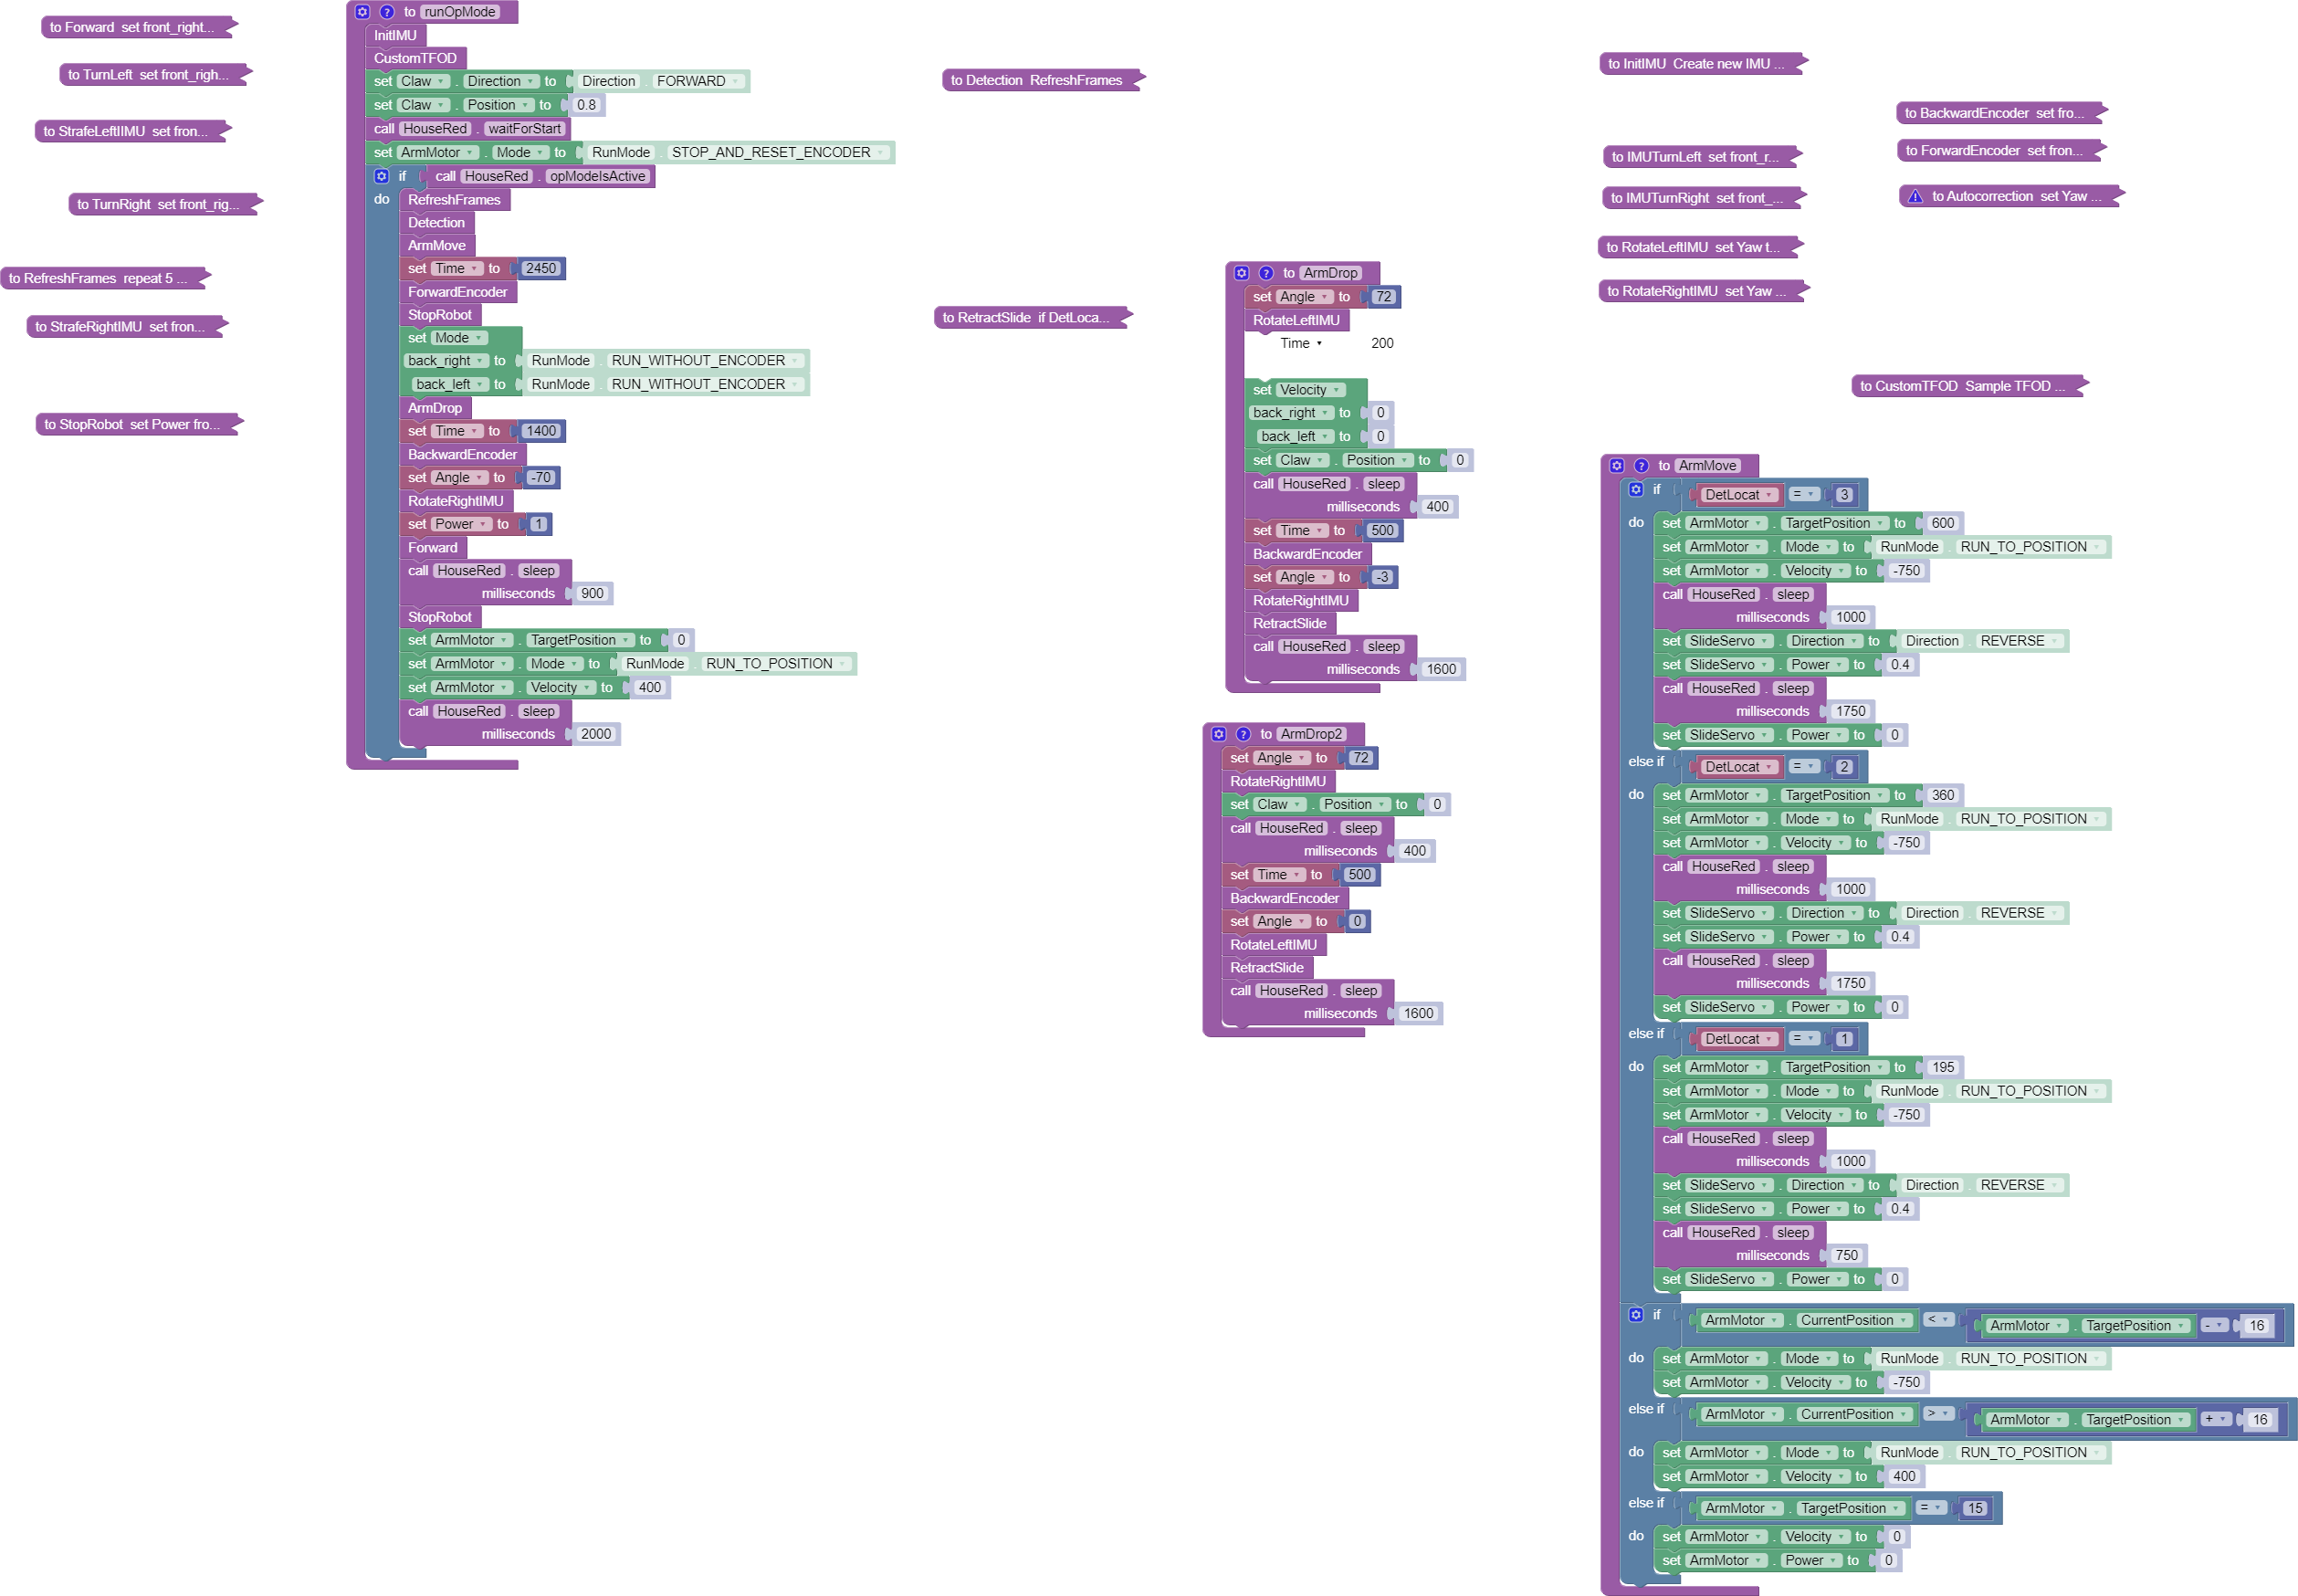 to Forward set front_right...
to TurnLeft set front_righ...
to StrafeLeftIIMU set fron...
to TurnRight set front_rig...
to RefreshFrames repeat 5 ...
to StrafeRightIMU set fron...
to StopRobot set Power fro...
to runOpMode
InitIMU
CustomTFOD
set Claw . Direction to Direction . FORWARD
set Claw . Position to 0.8
call HouseRed . waitForStart
set ArmMotor . Mode to RunMode . STOP_AND_RESET_ENCODER
if call HouseRed . opModeIsActive
do RefreshFrames
Detection
ArmMove
set Time to 2450
ForwardEncoder
StopRobot
set Mode
back_right to RunMode . RUN_WITHOUT_ENCODER
back_left to RunMode . RUN_WITHOUT_ENCODER
ArmDrop
set Time to 1400
BackwardEncoder
set Angle to -70
RotateRightIMU
set Power to 1
Forward
call HouseRed . sleep
milliseconds 900
StopRobot
set ArmMotor . TargetPosition to 0
set ArmMotor . Mode to RunMode . RUN_TO_POSITION
set ArmMotor . Velocity to 400
call HouseRed . sleep
milliseconds 2000
to Detection RefreshFrames
to RetractSlide if DetLoca...
to ArmDrop
set Angle to 72
RotateLeftIMU
Time 200
set Velocity
back_right to 0
back_left to 0
set Claw . Position to 0
call HouseRed . sleep
milliseconds 400
set Time to 500
BackwardEncoder
set Angle to -3
RotateRightIMU
RetractSlide
call HouseRed . sleep
milliseconds 1600
to ArmDrop2
set Angle to 72
RotateRightIMU
set Claw . Position to 0
call HouseRed . sleep
milliseconds 400
set Time to 500
BackwardEncoder
set Angle to 0
RotateLeftIMU
RetractSlide
call HouseRed . sleep
milliseconds 1600
to InitIMU Create new IMU ...
to BackwardEncoder set fro...
to ForwardEncoder set fron...
to IMUTurnLeft set front_r...
to IMUTurnRight set front_...
to Autocorrection set Yaw ...
to RotateLeftIMU set Yaw t...
to RotateRightIMU set Yaw ...
to CustomTFOD Sample TFOD ...
to ArmMove
if DetLocat = 3
do set ArmMotor . TargetPosition to 600
set ArmMotor . Mode to RunMode . RUN_TO_POSITION
set ArmMotor . Velocity to -750
call HouseRed . sleep
milliseconds 1000
set SlideServo . Direction to Direction . REVERSE
set SlideServo . Power to 0.4
call HouseRed . sleep
milliseconds 1750
set SlideServo . Power to 0
else if DetLocat = 2
do set ArmMotor . TargetPosition to 360
set ArmMotor . Mode to RunMode . RUN_TO_POSITION
set ArmMotor . Velocity to -750
call HouseRed . sleep
milliseconds 1000
set SlideServo . Direction to Direction . REVERSE
set SlideServo . Power to 0.4
call HouseRed . sleep
milliseconds 1750
set SlideServo . Power to 0
else if DetLocat = 1
do set ArmMotor . TargetPosition to 195
set ArmMotor . Mode to RunMode . RUN_TO_POSITION
set ArmMotor . Velocity to -750
call HouseRed . sleep
milliseconds 1000
set SlideServo . Direction to Direction . REVERSE
set SlideServo . Power to 0.4
call HouseRed . sleep
milliseconds 750
set SlideServo . Power to 0
if ArmMotor . CurrentPosition < ArmMotor . TargetPosition - 16
do set ArmMotor . Mode to RunMode . RUN_TO_POSITION
set ArmMotor . Velocity to -750
else if ArmMotor . CurrentPosition > ArmMotor . TargetPosition + 16
do set ArmMotor . Mode to RunMode . RUN_TO_POSITION
set ArmMotor . Velocity to 400
else if ArmMotor . TargetPosition = 15
do set ArmMotor . Velocity to 0
set ArmMotor . Power to 0